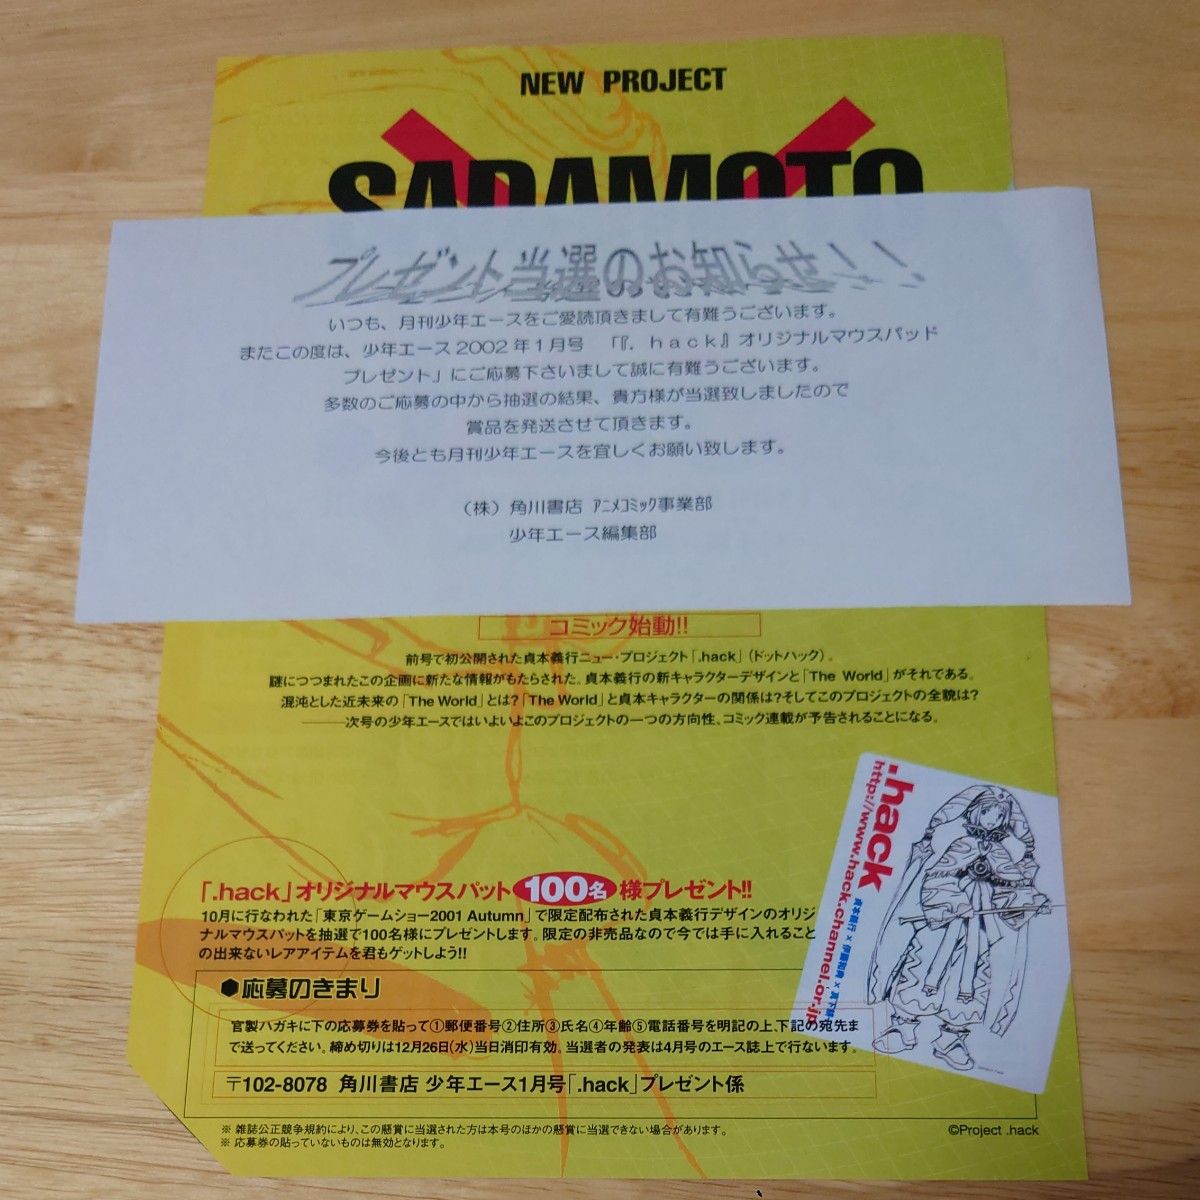 NEW PROJECT
SADAMOTO
プレゼント当選のお知らせ！！
いつも、月刊少年エースをご愛読頂きまして有難うございます。
またこの度は、少年エース2002年1月号　「『．ｈａｃｋ』オリジナルマウスパッド
プレゼント」にご応募下さいまして誠に有難うございます。
多数のご応募の中から抽選の結果、貴方様が当選致しましたので
賞品を発送させて頂きます。
今後とも月刊少年エースを宜しくお願い致します。
（株）角川書店 ｱﾆﾒｺﾐｯｸ事業部
少年エース編集部
コミック始動!!
前号で初公開された貞本義行ニュー・プロジェクト「.hack」（ドットハック）。
謎につつまれたこの企画に新たな情報がもたらされた。貞本義行の新キャラクターデザインと「The World」がそれである。
混沌とした近未来の「The World」とは?「The World」と貞本キャラクターの関係は?そしてこのプロジェクトの全貌は?
――次号の少年エースではいよいよこのプロジェクトの一つの方向性、コミック連載が予告されることになる。
.hack
http://www.hack.channel.or.jp
貞本義行×伊藤和典×真下耕一
「.hack」オリジナルマウスパット100名様プレゼント!!
10月に行なわれた「東京ゲームショー2001 Autumn」で限定配布された貞本義行デザインのオリジ
ナルマウスパットを抽選で100名様にプレゼントします。限定の非売品なので今では手に入れること
の出来ないレアアイテムを君もゲットしよう!!
●応募のきまり
官製ハガキに下の応募券を貼って①郵便番号②住所③氏名④年齢⑤電話番号を明記の上、下記の宛先ま
で送ってください。締め切りは12月26日(水)当日消印有効。当選者の発表は4月号のエース誌上で行ないます。
〒102-8078 角川書店 少年エース1月号「.hack」プレゼント係
※ 雑誌公正競争規約により、この懸賞に当選された方は本号のほかの懸賞に当選できない場合があります。
※ 応募券の貼っていないものは無効となります。
©Project .hack